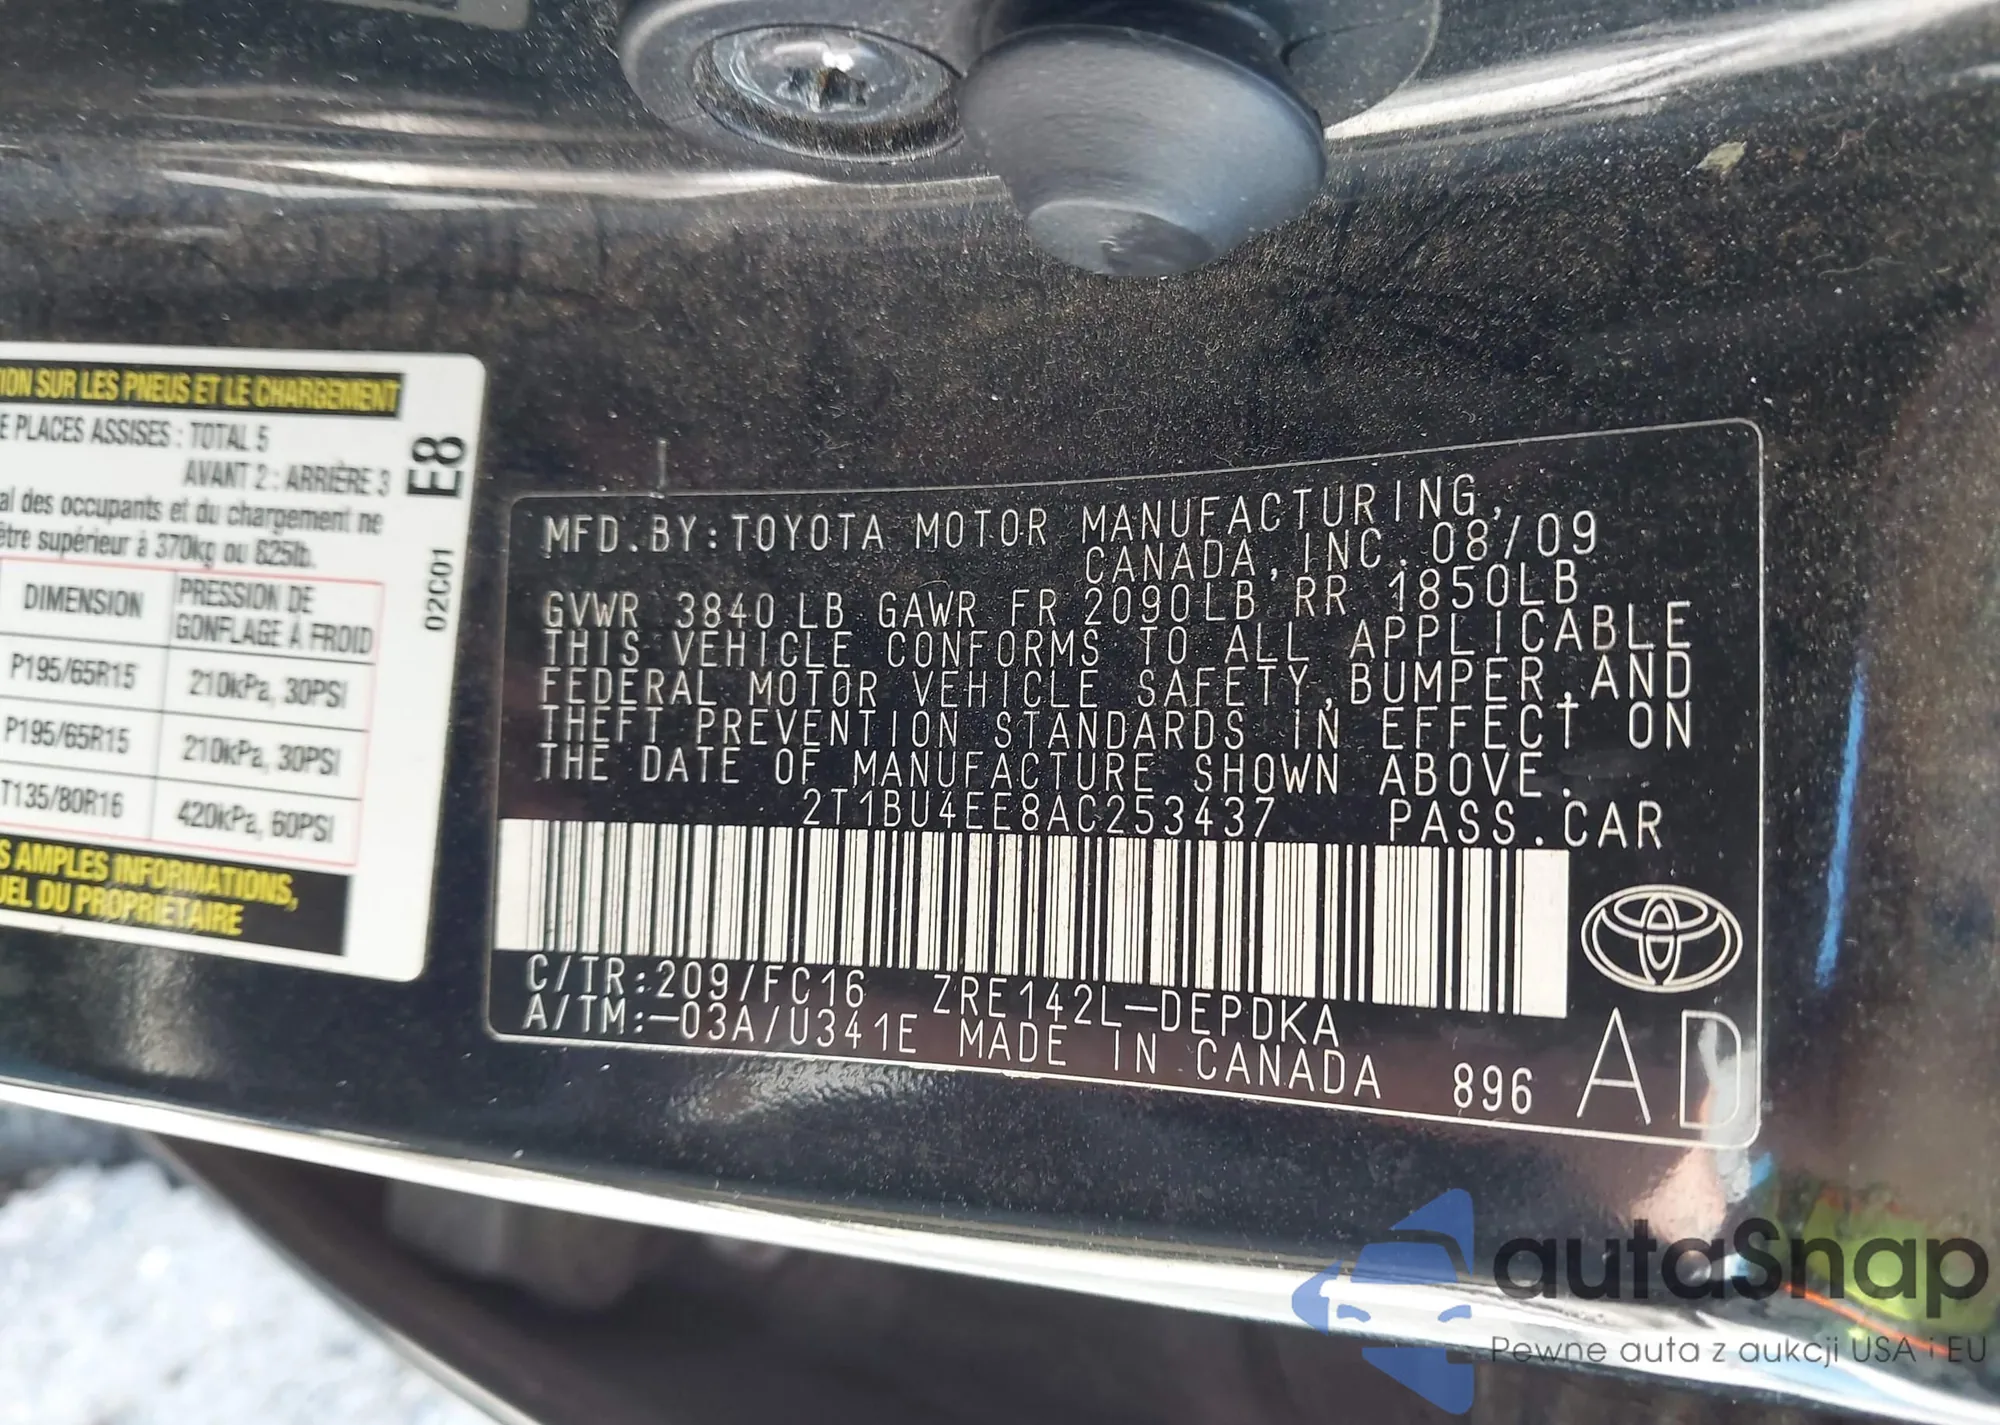 ION SUR LES PNEUS ET LE CHARGEMENT
E PLACES ASSISES : TOTAL 5
AVANT 2 : ARRIÈRE 3
al des occupants et du chargement ne
être supérieur à 370kg ou 825lb.
E8
02C01
DIMENSION
PRESSION DE
GONFLAGE À FROID
P195/65R15 210kPa, 30PSI
P195/65R15 210kPa, 30PSI
T135/80R16 420kPa, 60PSI
S AMPLES INFORMATIONS,
UEL DU PROPRIÉTAIRE
MFD.BY:TOYOTA MOTOR MANUFACTURING,
CANADA,INC. 08/09
GVWR 3840LB GAWR FR 2090LB RR 1850LB
THIS VEHICLE CONFORMS TO ALL APPLICABLE
FEDERAL MOTOR VEHICLE SAFETY,BUMPER,AND
THEFT PREVENTION STANDARDS IN EFFECT ON
THE DATE OF MANUFACTURE SHOWN ABOVE.
2T1BU4EE8AC253437 PASS.CAR
C/TR:209/FC16 ZRE142L-DEPDKA
A/TM:-03A/U341E MADE IN CANADA 896
AD
autaSnap
Pewne auta z aukcji USA i EU